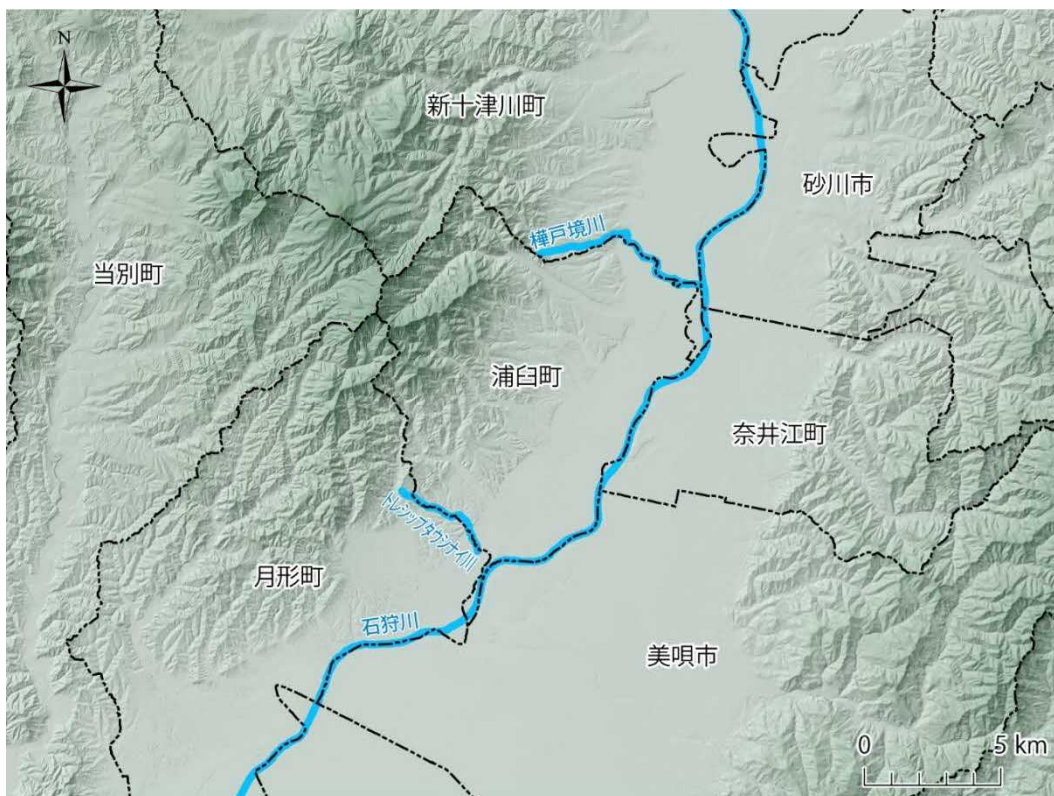 N
新十津川町
砂川市
樺戸境川
当別町
浦臼町
奈井江町
トレップタウシナイ川
月形町
石狩川
美唄市
0 5 km